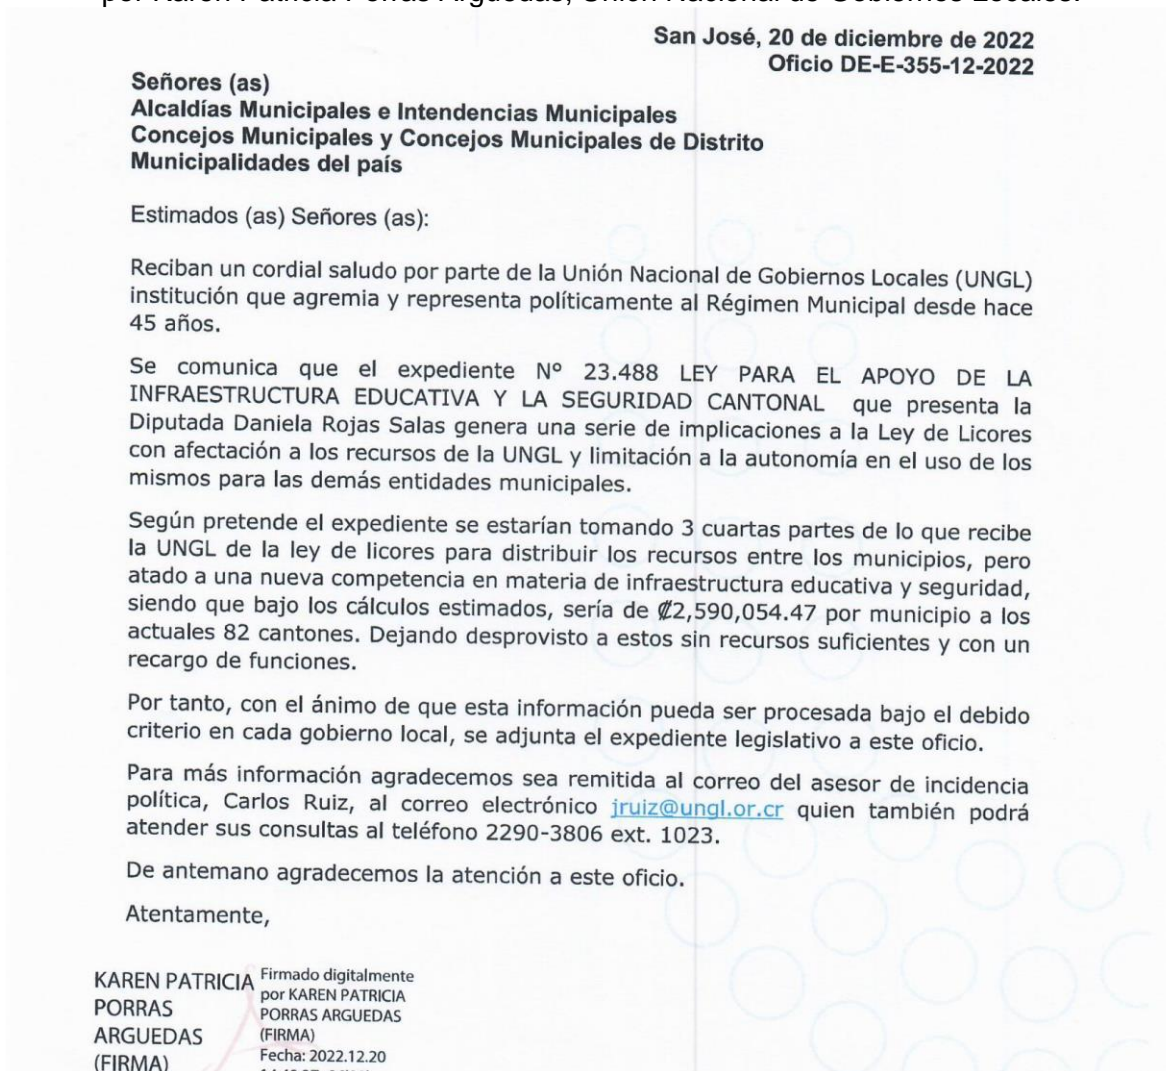 por Karen Patricia Porras Arguedas, Unión Nacional de Gobiernos Locales.
San José, 20 de diciembre de 2022
Oficio DE-E-355-12-2022
Señores (as)
Alcaldías Municipales e Intendencias Municipales
Concejos Municipales y Concejos Municipales de Distrito
Municipalidades del país
Estimados (as) Señores (as):
Reciban un cordial saludo por parte de la Unión Nacional de Gobiernos Locales (UNGL)
institución que agremia y representa políticamente al Régimen Municipal desde hace
45 años.
Se comunica que el expediente Nº 23.488 LEY PARA EL APOYO DE LA
INFRAESTRUCTURA EDUCATIVA Y LA SEGURIDAD CANTONAL que presenta la
Diputada Daniela Rojas Salas genera una serie de implicaciones a la Ley de Licores
con afectación a los recursos de la UNGL y limitación a la autonomía en el uso de los
mismos para las demás entidades municipales.
Según pretende el expediente se estarían tomando 3 cuartas partes de lo que recibe
la UNGL de la ley de licores para distribuir los recursos entre los municipios, pero
atado a una nueva competencia en materia de infraestructura educativa y seguridad,
siendo que bajo los cálculos estimados, sería de ₡2,590,054.47 por municipio a los
actuales 82 cantones. Dejando desprovisto a estos sin recursos suficientes y con un
recargo de funciones.
Por tanto, con el ánimo de que esta información pueda ser procesada bajo el debido
criterio en cada gobierno local, se adjunta el expediente legislativo a este oficio.
Para más información agradecemos sea remitida al correo del asesor de incidencia
política, Carlos Ruiz, al correo electrónico jruiz@ungl.or.cr quien también podrá
atender sus consultas al teléfono 2290-3806 ext. 1023.
De antemano agradecemos la atención a este oficio.
Atentamente,
KAREN PATRICIA
PORRAS
ARGUEDAS
(FIRMA)
Firmado digitalmente
por KAREN PATRICIA
PORRAS ARGUEDAS
(FIRMA)
Fecha: 2022.12.20